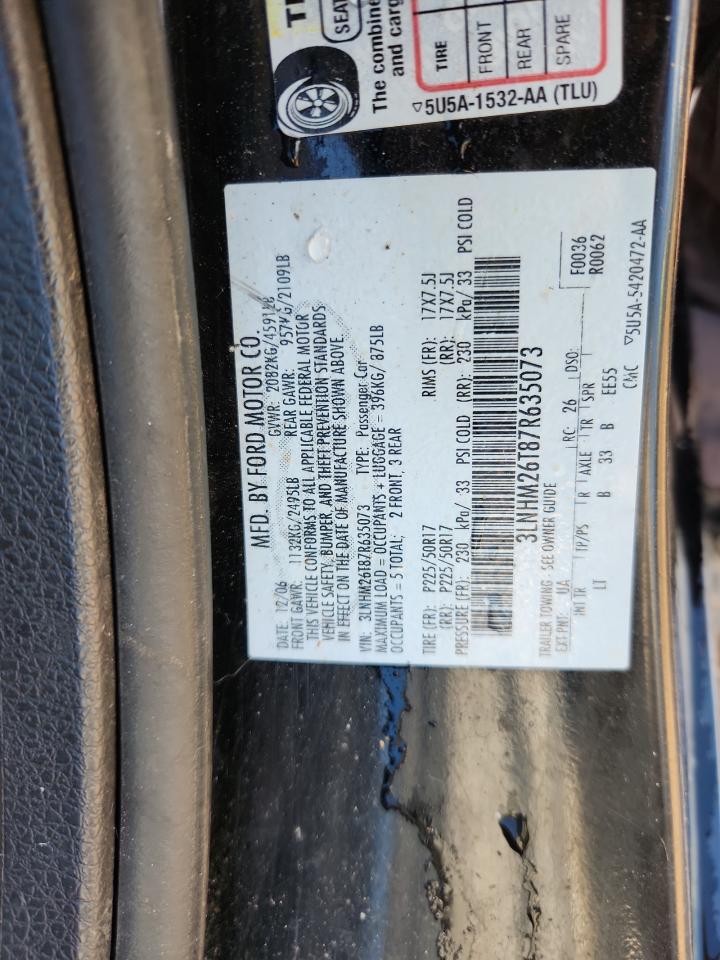 TI
SEAT
The combine
and carg
TIRE
FRONT
REAR
SPARE
5U5A-1532-AA (TLU)
MFD. BY FORD MOTOR CO
DATE: 12/06 GVWR: 2082KG/4591LB
FRONT GAWR: 1132KG/2495LB REAR GAWR: 957KG/2109LB
THIS VEHICLE CONFORMS TO ALL APPLICABLE FEDERAL MOTOR
VEHICLE SAFETY, BUMPER, AND THEFT PREVENTION STANDARDS
IN EFFECT ON THE DATE OF MANUFACTURE SHOWN ABOVE.
VIN: 3LNHM26T87R635073 TYPE: Passenger Car
MAXIMUM LOAD = OCCUPANTS + LUGGAGE = 396KG/ 875LB
OCCUPANTS = 5 TOTAL; 2 FRONT, 3 REAR
TIRE (FR): P225/50R17 RIMS (FR): 17X7.5J
(RR): P225/50R17 (RR): 17X7.5J
PRESSURE (FR): 230 kPa/ 33 PSI COLD (RR): 230 kPa/ 33 PSI COLD
3LNHM26T87R635073
TRAILER TOWING - SEE OWNER GUIDE
EXT PNT: UA RC: 26 DSO: F0036
R0062
INT TR TP/PS R AXLE TR SPR
LT B 33 B EE55
CMC 5U5A-5420472-AA